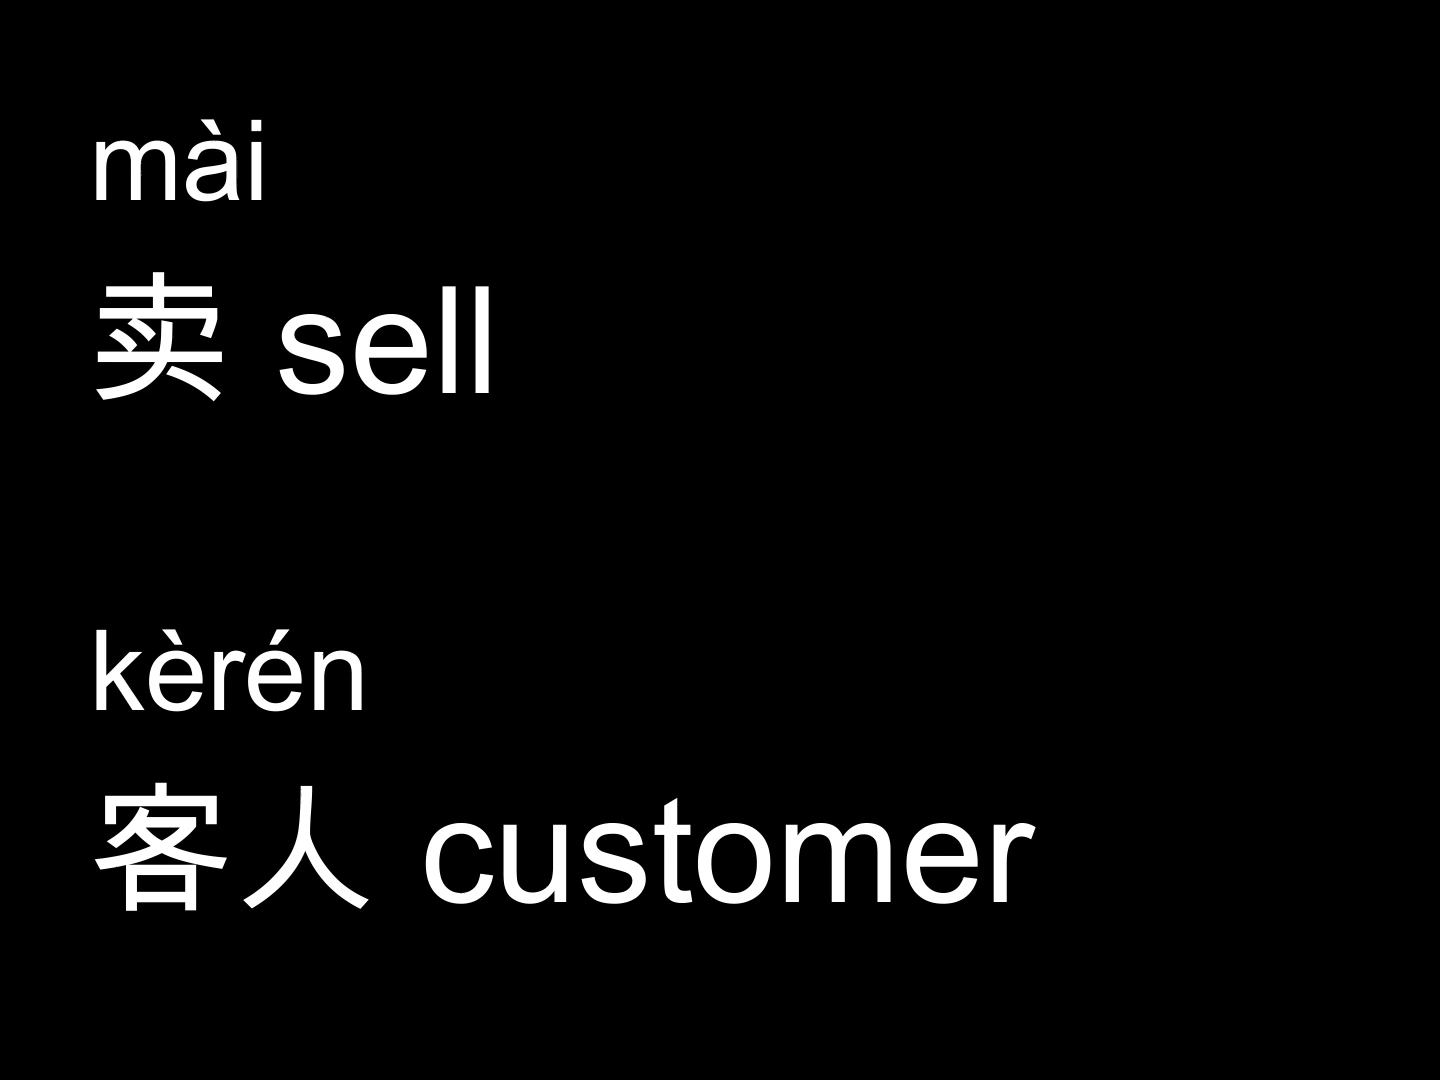 mài
卖 sell
kèrén
客人 customer